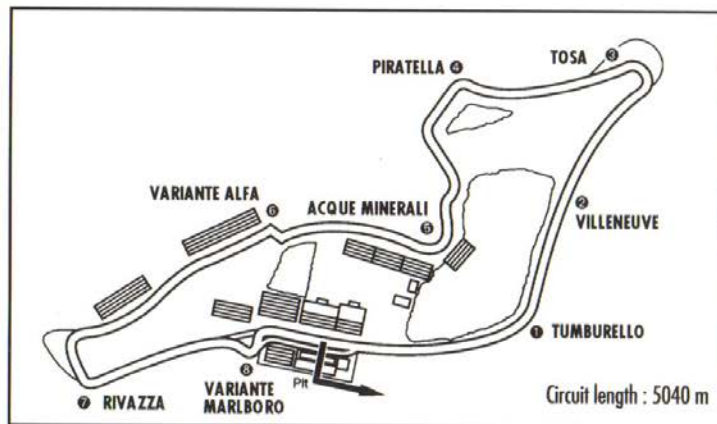 TOSA ❸
PIRATELLA ❹
VARIANTE ALFA
❻
ACQUE MINERALI
❺
❷
VILLENEUVE
❶ TUMBURELLO
❽
VARIANTE
MARLBORO
Pit
❼ RIVAZZA
Circuit length : 5040 m